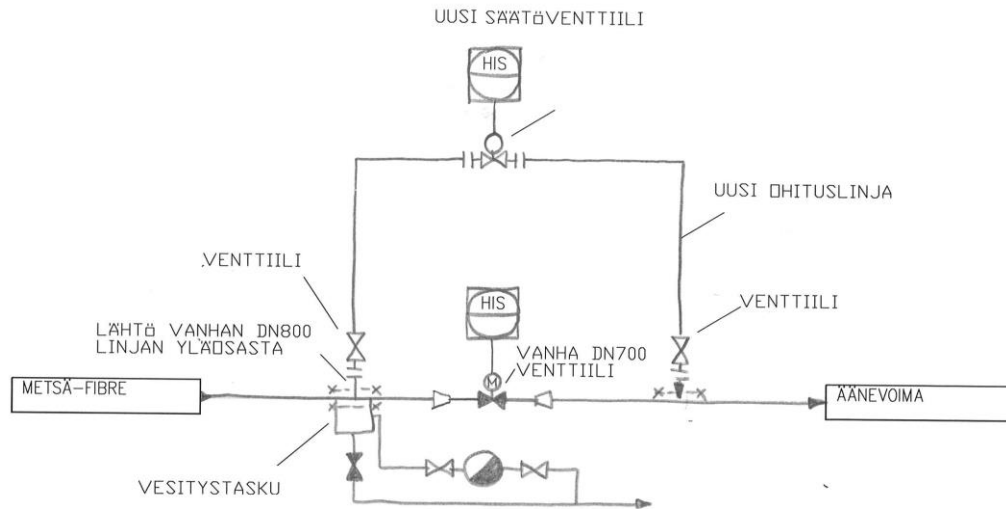 UUSI SÄÄTÖVENTTIILI
HIS
UUSI OHITUSLINJA
VENTTIILI
HIS
VENTTIILI
LÄHTÖ VANHAN DN800
LINJAN YLÄOSASTA
M
VANHA DN700
VENTTIILI
METSÄ-FIBRE
ÄÄNEVOIMA
VESITYSTASKU